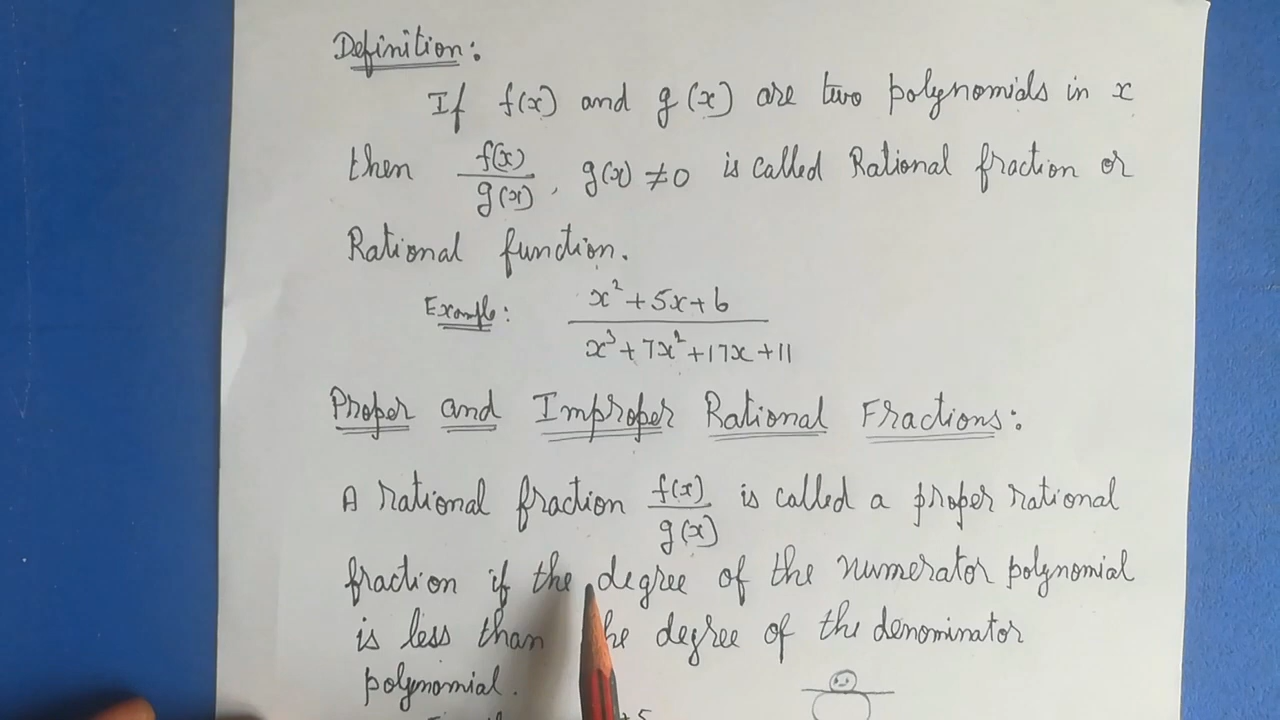 Definition:
If f(x) and g(x) are two polynomials in x
then f(x)/g(x), g(x) ≠ 0 is called Rational fraction or
Rational function.
Example: x² + 5x + 6 / x³ + 7x² + 17x + 11
Proper and Improper Rational Fractions:
A rational fraction f(x)/g(x) is called a proper rational
fraction if the degree of the numerator polynomial
is less than he degree of the denominator
polynomial.
+5